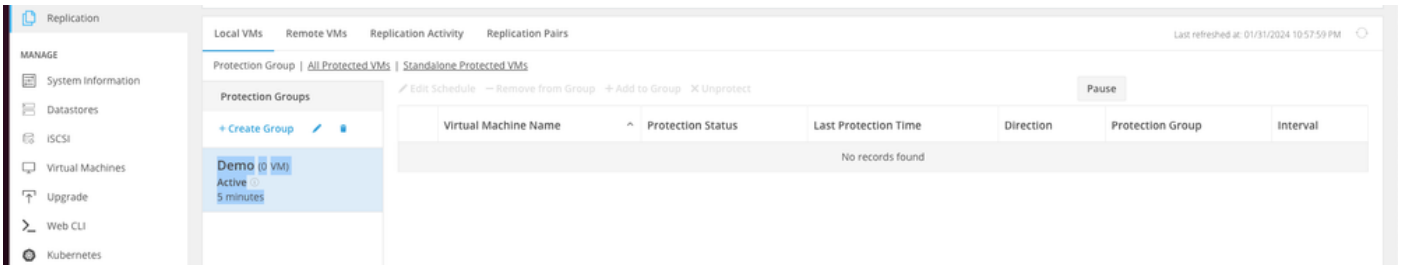 Replication
MANAGE
System Information
Datastores
iSCSI
Virtual Machines
Upgrade
Web CLI
Kubernetes
Local VMs Remote VMs Replication Activity Replication Pairs
Last refreshed at: 01/31/2024 10:57:59 PM
Protection Group | All Protected VMs | Standalone Protected VMs
Protection Groups
+ Create Group
Demo (0 VM)
Active
5 minutes
Edit Schedule − Remove from Group + Add to Group × Unprotect
Pause
Virtual Machine Name Protection Status Last Protection Time Direction Protection Group Interval
No records found